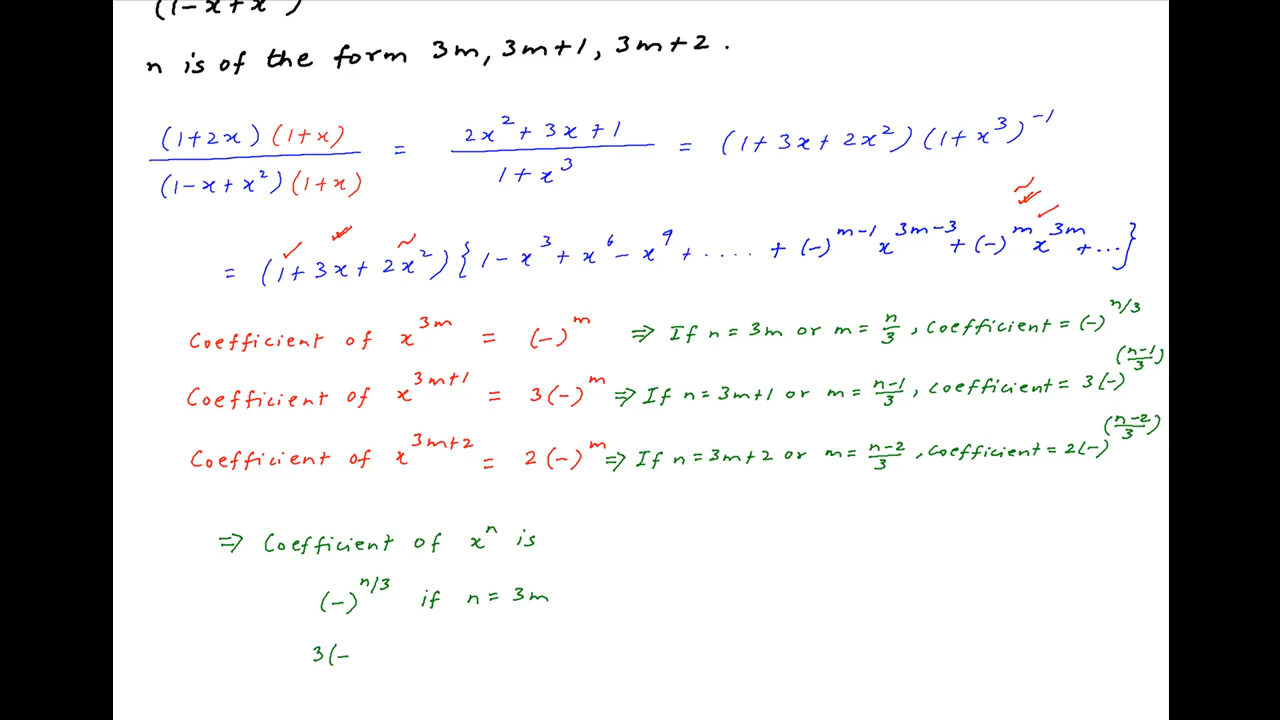 (1-x+x²)
n is of the form 3m, 3m+1, 3m+2.
(1+2x)(1+x) / (1-x+x²)(1+x) = 2x²+3x+1 / 1+x³ = (1+3x+2x²)(1+x³)⁻¹
= (1+3x+2x²){1-x³+x⁶-x⁹+....+(-)^{m-1} x^{3m-3}+(-)^m x^{3m}+...}
Coefficient of x^{3m} = (-)^m ⇒ If n=3m or m=n/3, Coefficient=(-)^{n/3}
Coefficient of x^{3m+1} = 3(-)^m ⇒ If n=3m+1 or m=(n-1)/3, coefficient=3(-)^{(n-1)/3}
Coefficient of x^{3m+2} = 2(-)^m ⇒ If n=3m+2 or m=(n-2)/3, coefficient=2(-)^{(n-2)/3}
⇒ Coefficient of x^n is
(-)^{n/3} if n=3m
3(-